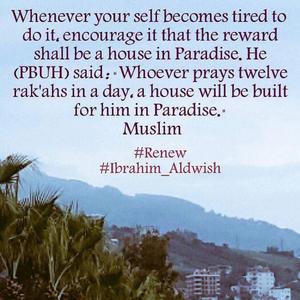 Whenever your self becomes tired to
do it, encourage it that the reward
shall be a house in Paradise. He
(PBUH) said: "Whoever prays twelve
rak'ahs in a day, a house will be built
for him in Paradise."
Muslim
#Renew
#Ibrahim_Aldwish